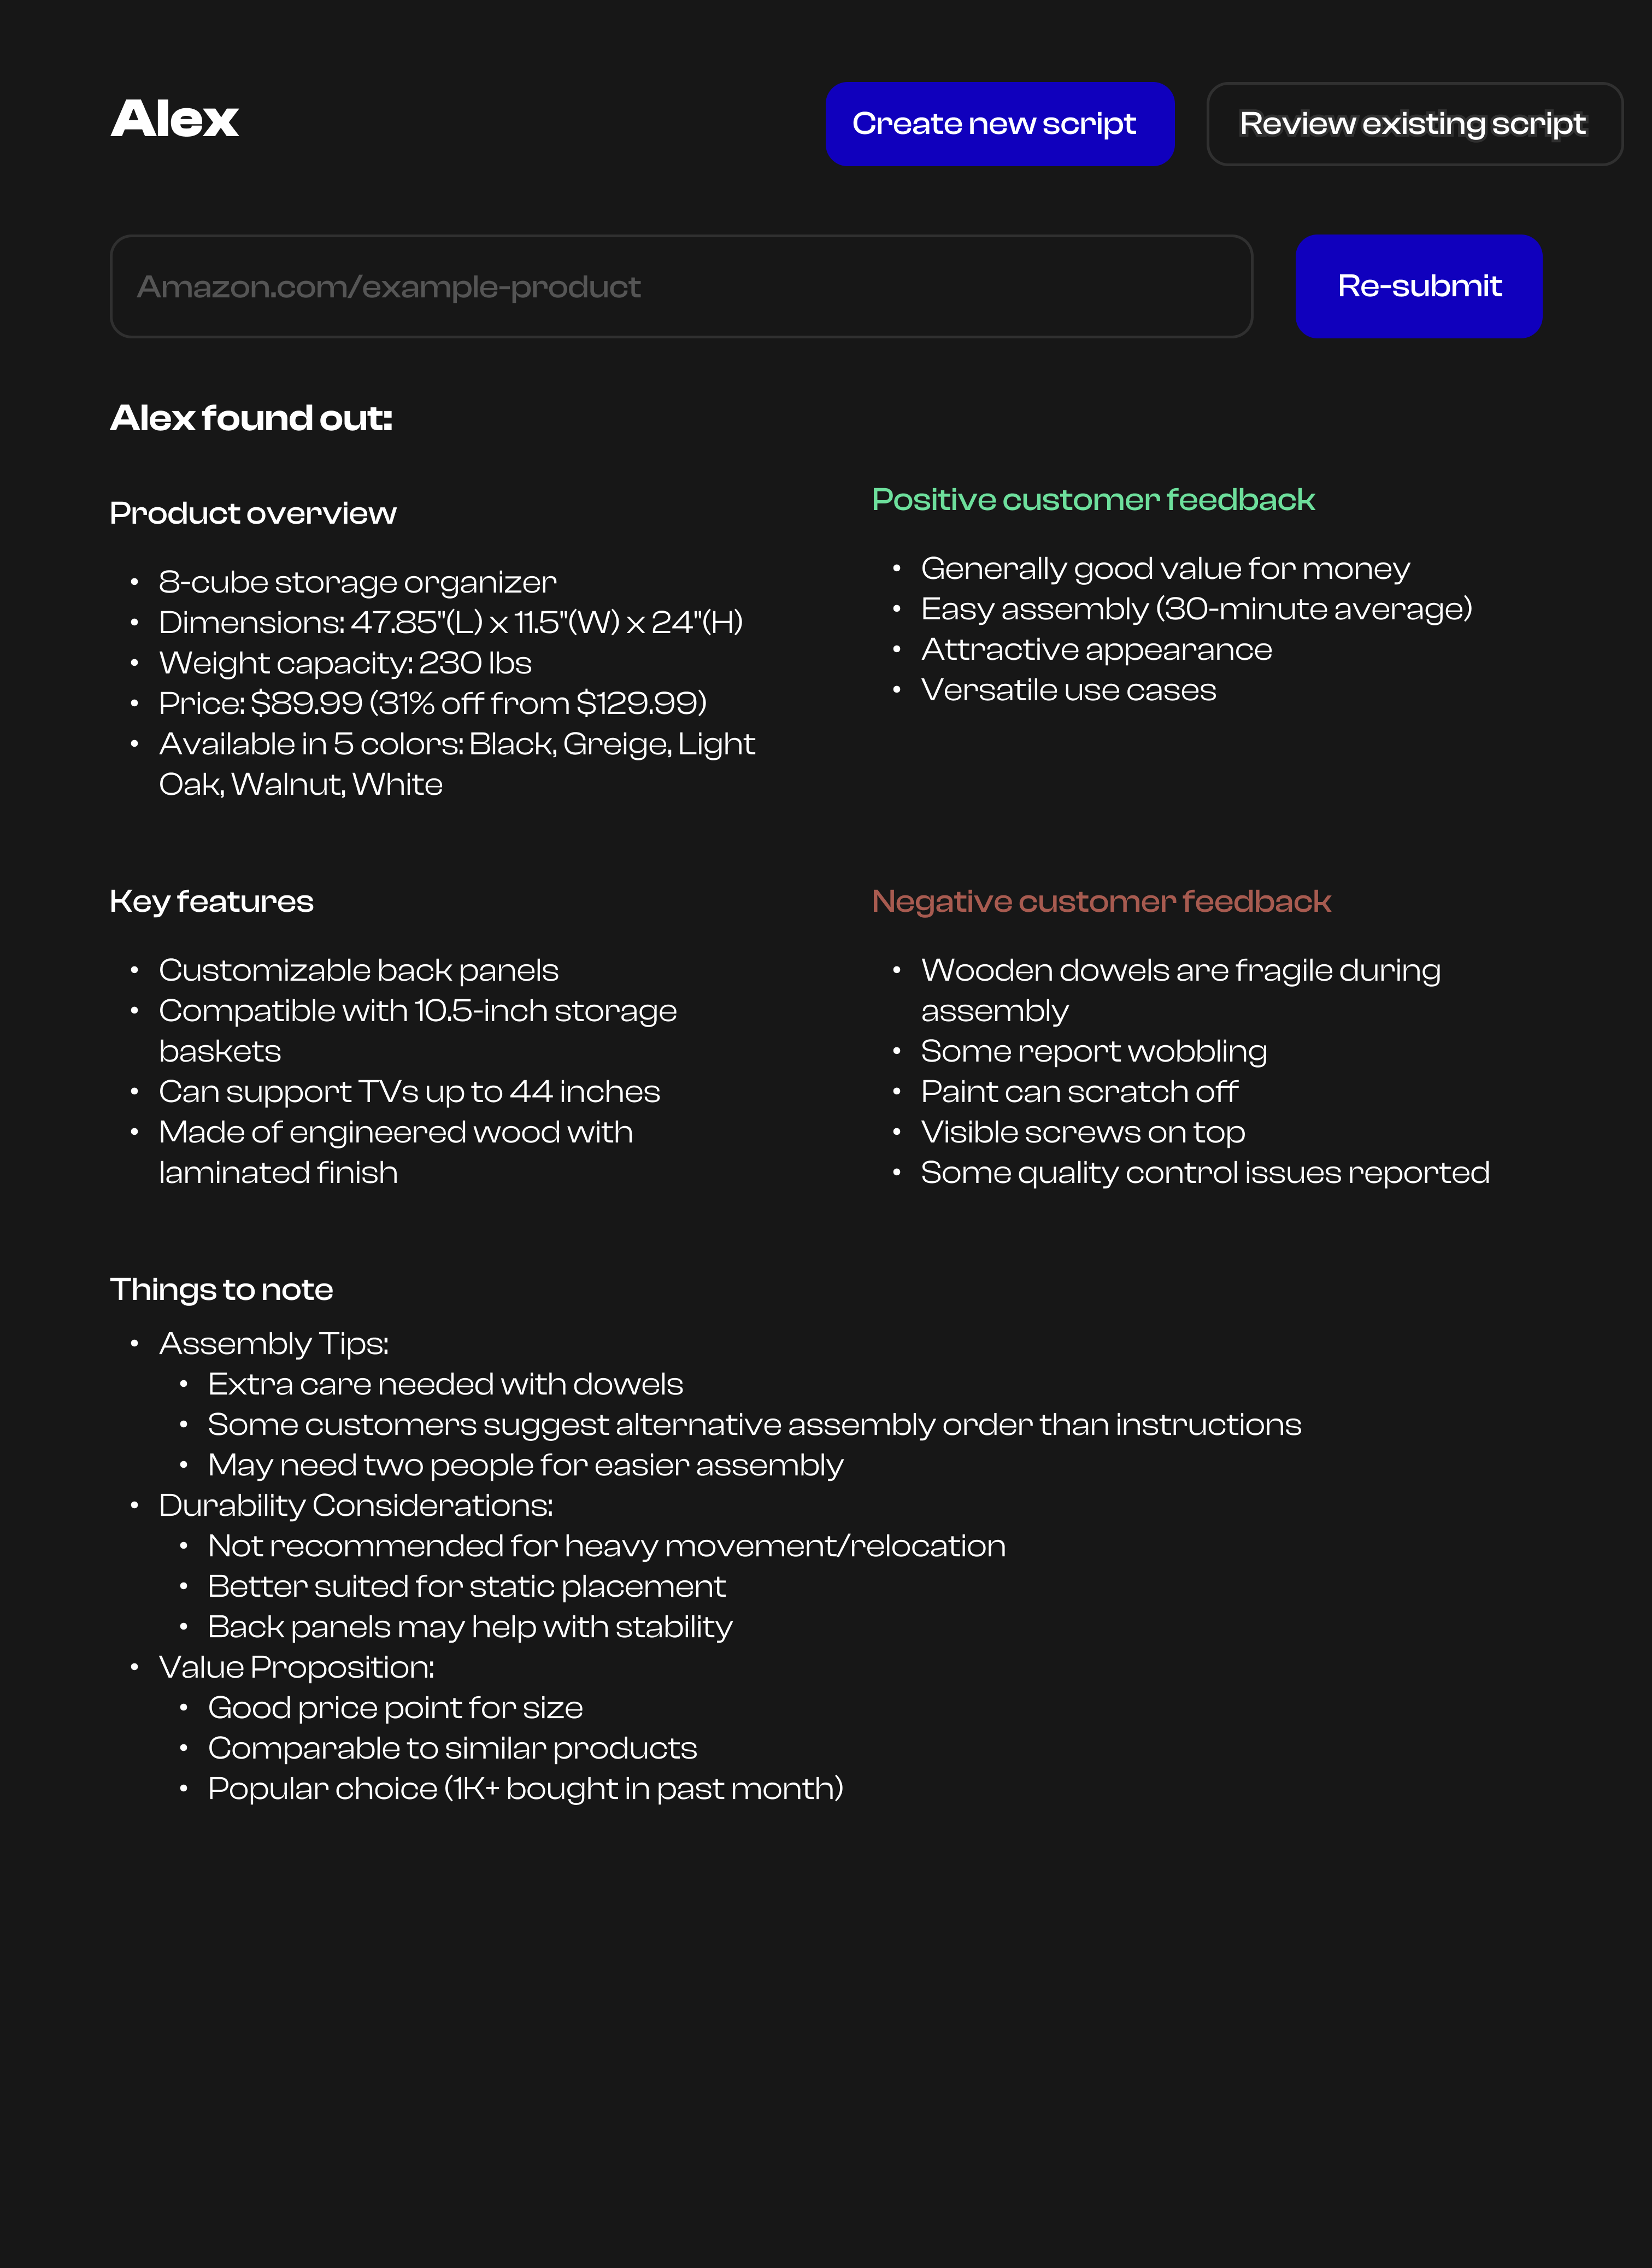 Alex
Create new script
Review existing script
Amazon.com/example-product
Re-submit
Alex found out:
Product overview
• 8-cube storage organizer
• Dimensions: 47.85"(L) x 11.5"(W) x 24"(H)
• Weight capacity: 230 lbs
• Price: $89.99 (31% off from $129.99)
• Available in 5 colors: Black, Greige, Light
Oak, Walnut, White
Positive customer feedback
• Generally good value for money
• Easy assembly (30-minute average)
• Attractive appearance
• Versatile use cases
Key features
• Customizable back panels
• Compatible with 10.5-inch storage
baskets
• Can support TVs up to 44 inches
• Made of engineered wood with
laminated finish
Negative customer feedback
• Wooden dowels are fragile during
assembly
• Some report wobbling
• Paint can scratch off
• Visible screws on top
• Some quality control issues reported
Things to note
• Assembly Tips:
• Extra care needed with dowels
• Some customers suggest alternative assembly order than instructions
• May need two people for easier assembly
• Durability Considerations:
• Not recommended for heavy movement/relocation
• Better suited for static placement
• Back panels may help with stability
• Value Proposition:
• Good price point for size
• Comparable to similar products
• Popular choice (1K+ bought in past month)